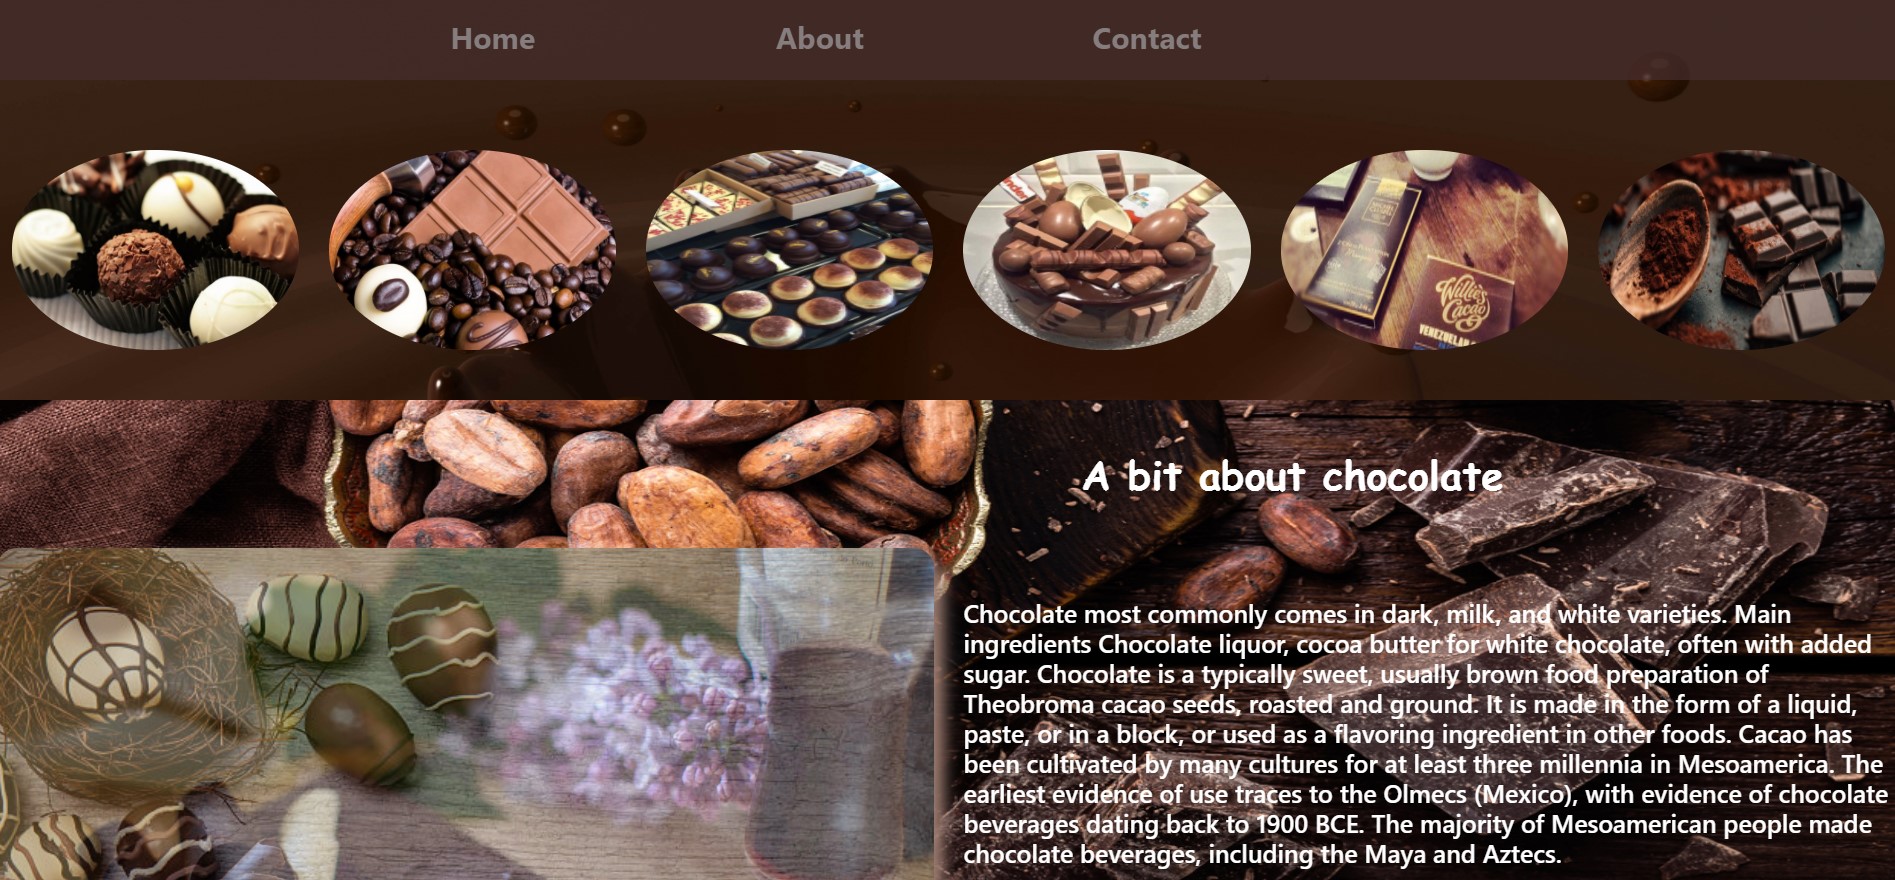 Home About Contact
Willie's
Cacao
A bit about chocolate
Chocolate most commonly comes in dark, milk, and white varieties. Main
ingredients Chocolate liquor, cocoa butter for white chocolate, often with added
sugar. Chocolate is a typically sweet, usually brown food preparation of
Theobroma cacao seeds, roasted and ground. It is made in the form of a liquid,
paste, or in a block, or used as a flavoring ingredient in other foods. Cacao has
been cultivated by many cultures for at least three millennia in Mesoamerica. The
earliest evidence of use traces to the Olmecs (Mexico), with evidence of chocolate
beverages dating back to 1900 BCE. The majority of Mesoamerican people made
chocolate beverages, including the Maya and Aztecs.